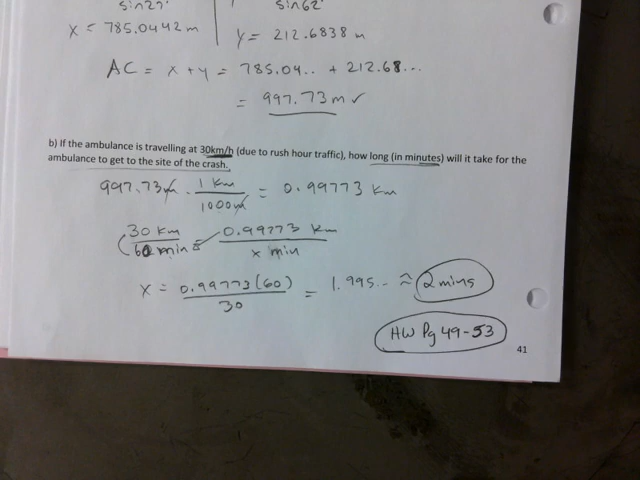 sin27° sin62°
x = 785.0442 m y = 212.6838 m
AC = x + y = 785.04.. + 212.68...
= 997.73 m ✓
b) If the ambulance is travelling at 30km/h (due to rush hour traffic), how long (in minutes) will it take for the
ambulance to get to the site of the crash.
997.73 m · 1 km / 1000 m = 0.99773 km
30 km / 60 min = 0.99773 km / x min
x = 0.99773(60) / 30 = 1.995.. ≈ 2 mins
HW Pg 49-53
41